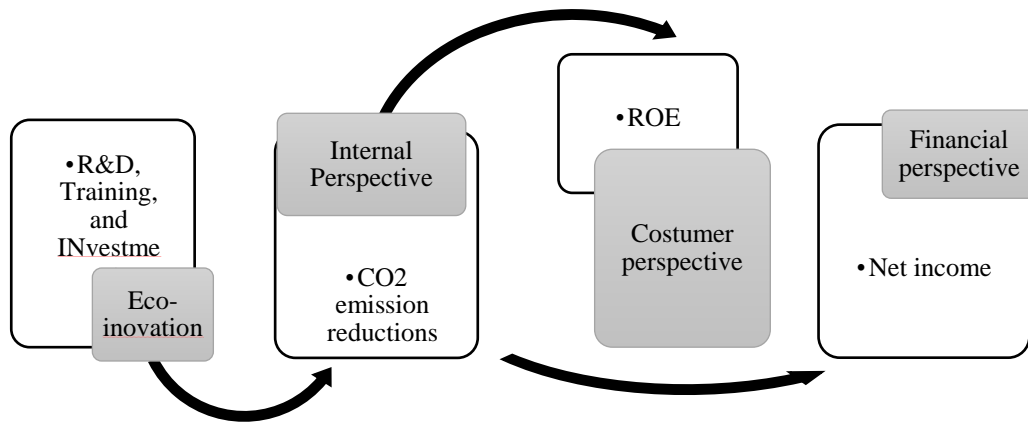 •R&D,
Training,
and
INvestme
Eco-
inovation
Internal
Perspective
•CO2
emission
reductions
•ROE
Costumer
perspective
Financial
perspective
•Net income